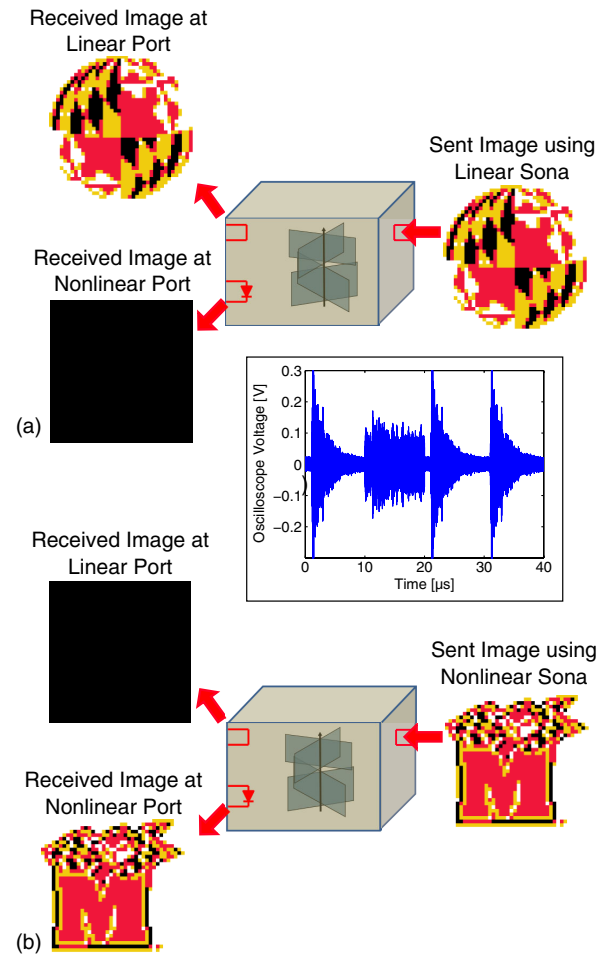 Received Image at
Linear Port
Sent Image using
Linear Sona
Received Image at
Nonlinear Port
(a)
Oscilloscope Voltage [V]
0.3
0.2
0.1
0
−0.1
−0.2
)
0
10
20
30
40
Time [µs]
Received Image at
Linear Port
Sent Image using
Nonlinear Sona
Received Image at
Nonlinear Port
M
M
(b)